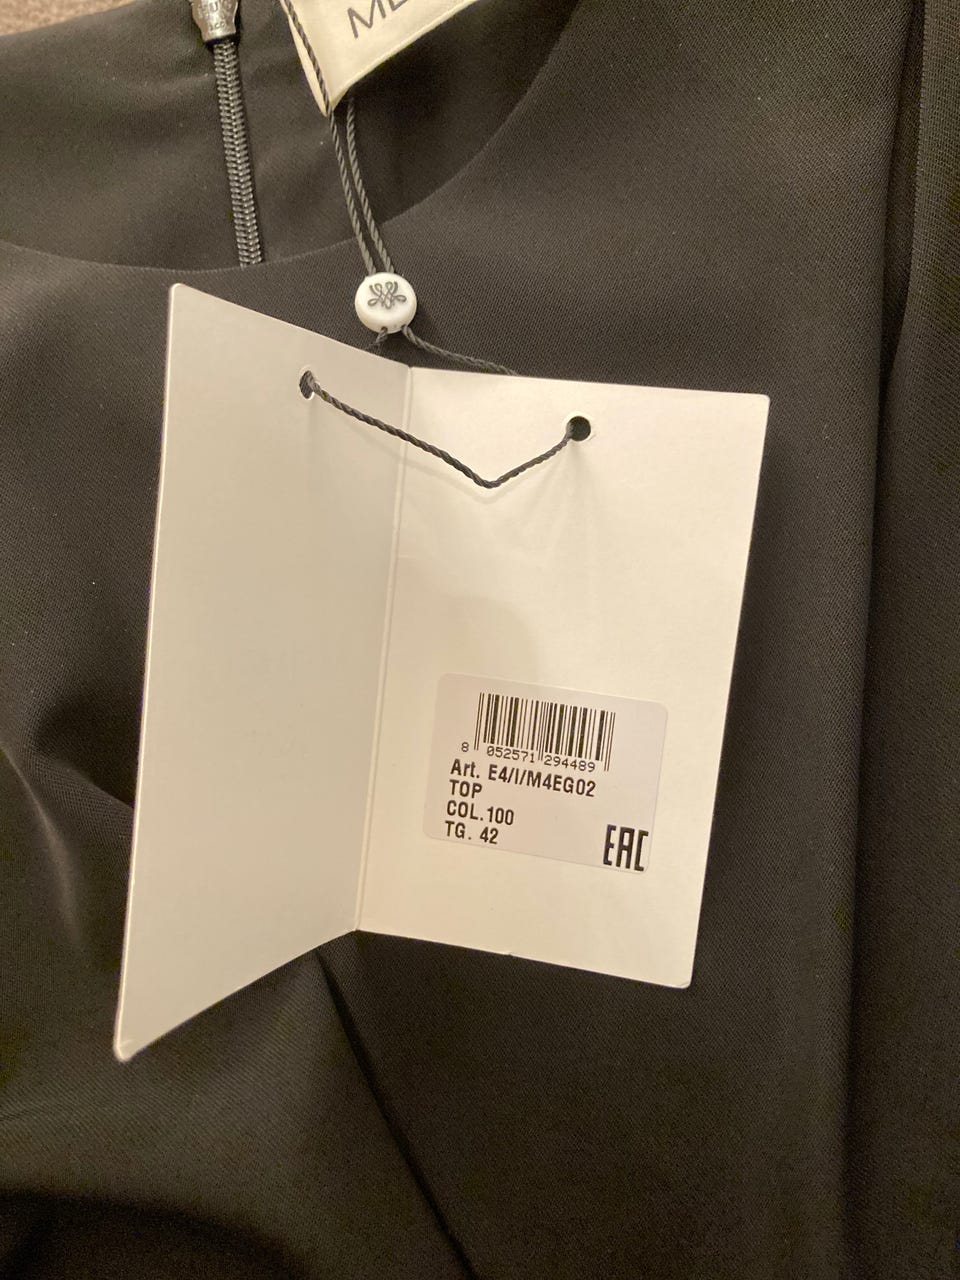 8 052571 294489
Art. E4/I/M4EG02
TOP
COL.100
TG. 42
EAC